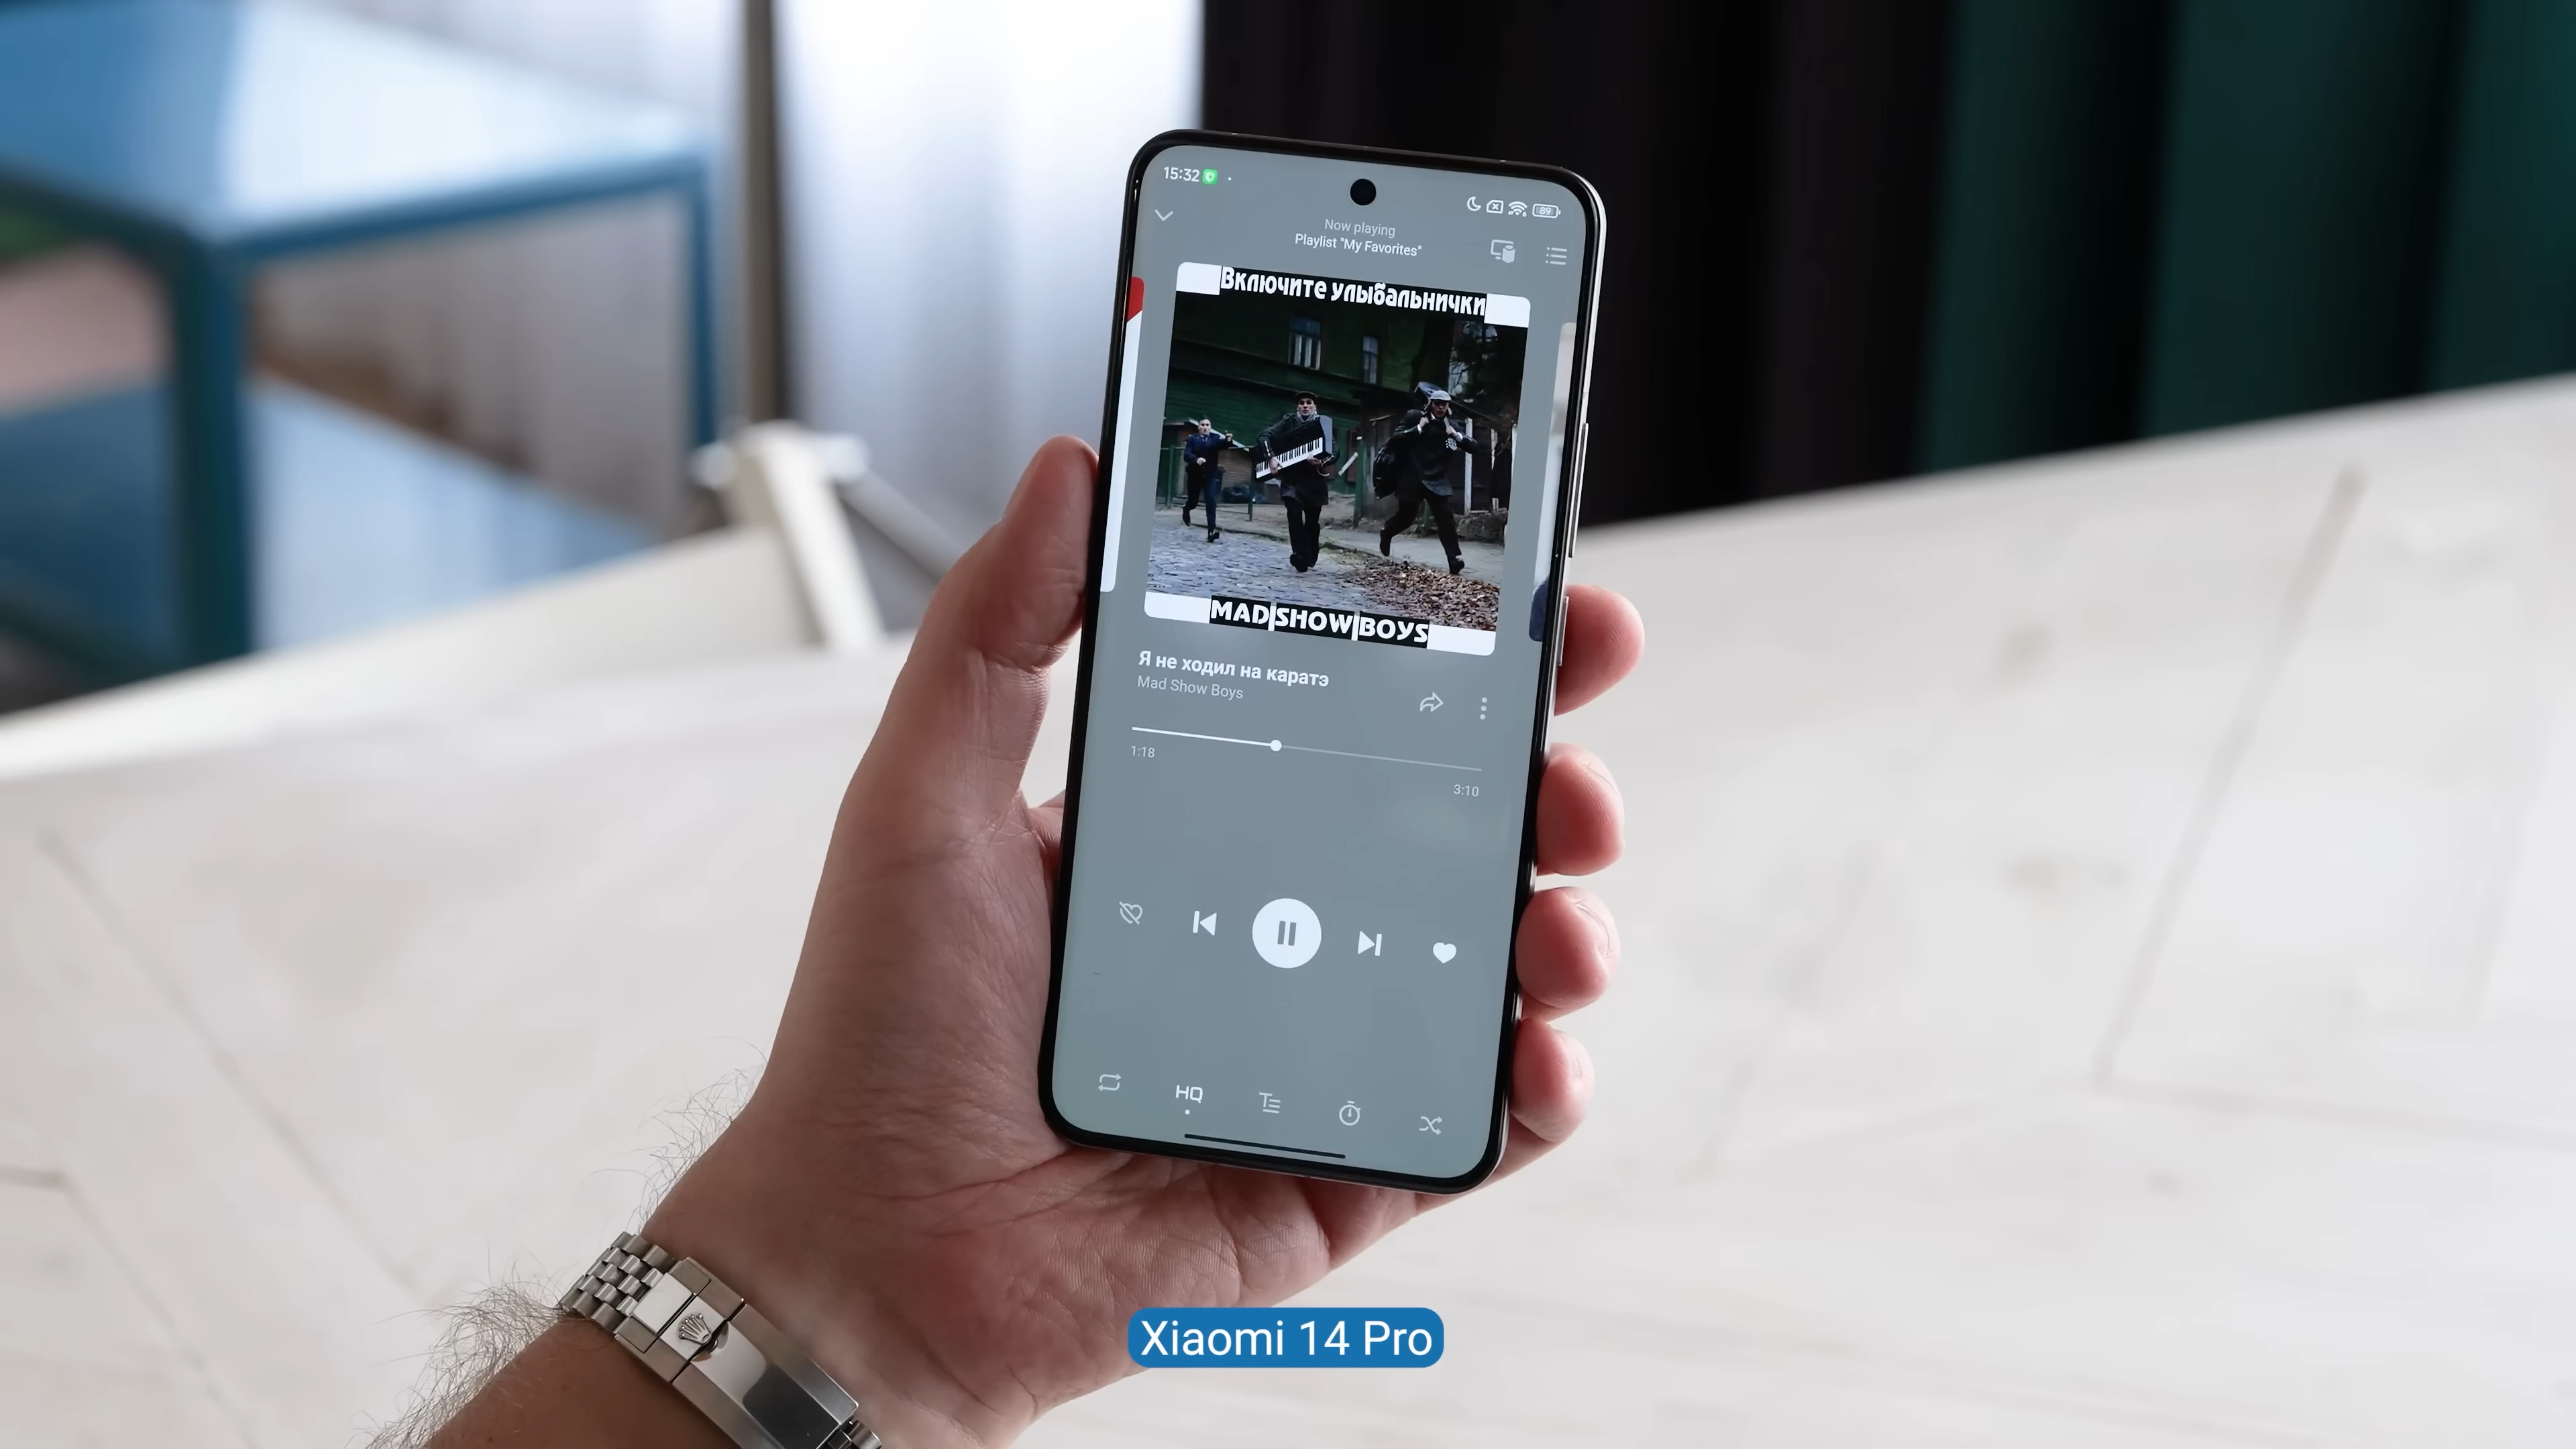 15:32
89
Now playing
Playlist "My Favorites"
Включите улыбальнички
MAD SHOW BOYS
Я не ходил на каратэ
Mad Show Boys
1:18
3:10
HQ
Xiaomi 14 Pro